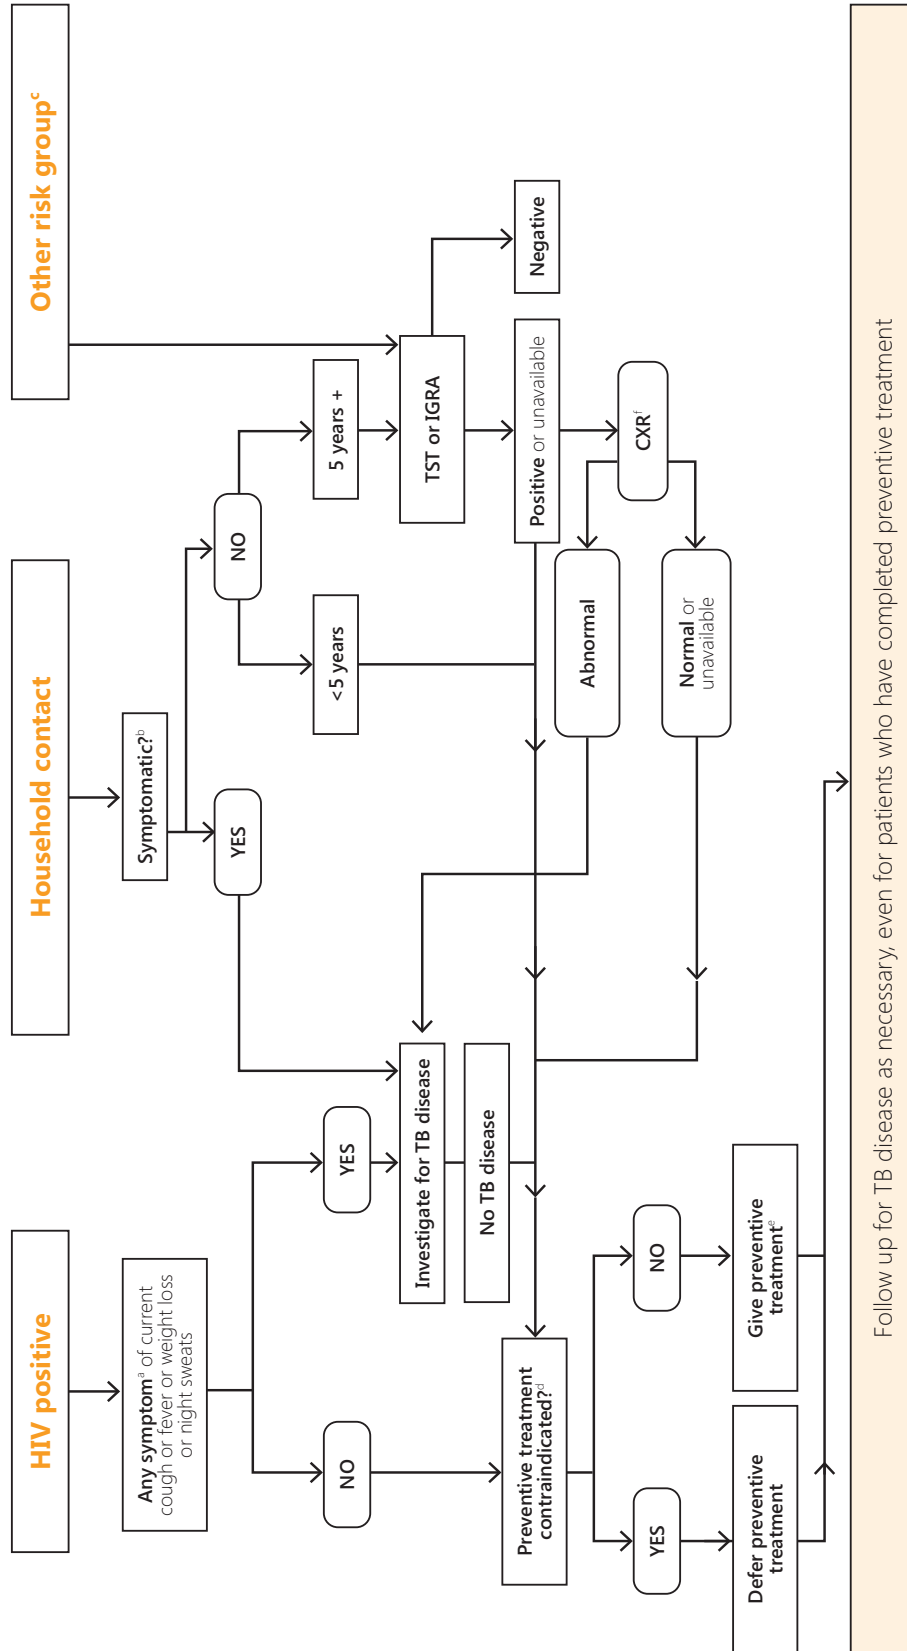 HIV positive
Household contact
Other risk groupᶜ
Any symptomᵃ of current
cough or fever or weight loss
or night sweats
Symptomatic?ᵇ
NO
YES
YES
NO
<5 years
5 years +
Investigate for TB disease
TST or IGRA
No TB disease
Preventive treatment
contraindicated?ᵈ
Positive or unavailable
Negative
Abnormal
CXRᶠ
YES
NO
Normal or
unavailable
Defer preventive
treatment
Give preventive
treatmentᵉ
Follow up for TB disease as necessary, even for patients who have completed preventive treatment